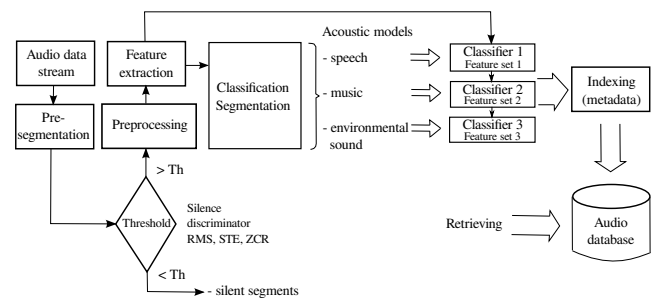 Acoustic models
Audio data
stream
Feature
extraction
Classification
Segmentation
- speech
- music
- environmental
sound
Classifier 1
Feature set 1
Classifier 2
Feature set 2
Classifier 3
Feature set 3
Indexing
(metadata)
Pre-
segmentation
Preprocessing
> Th
Threshold
Silence
discriminator
RMS, STE, ZCR
< Th
- silent segments
Retrieving
Audio
database